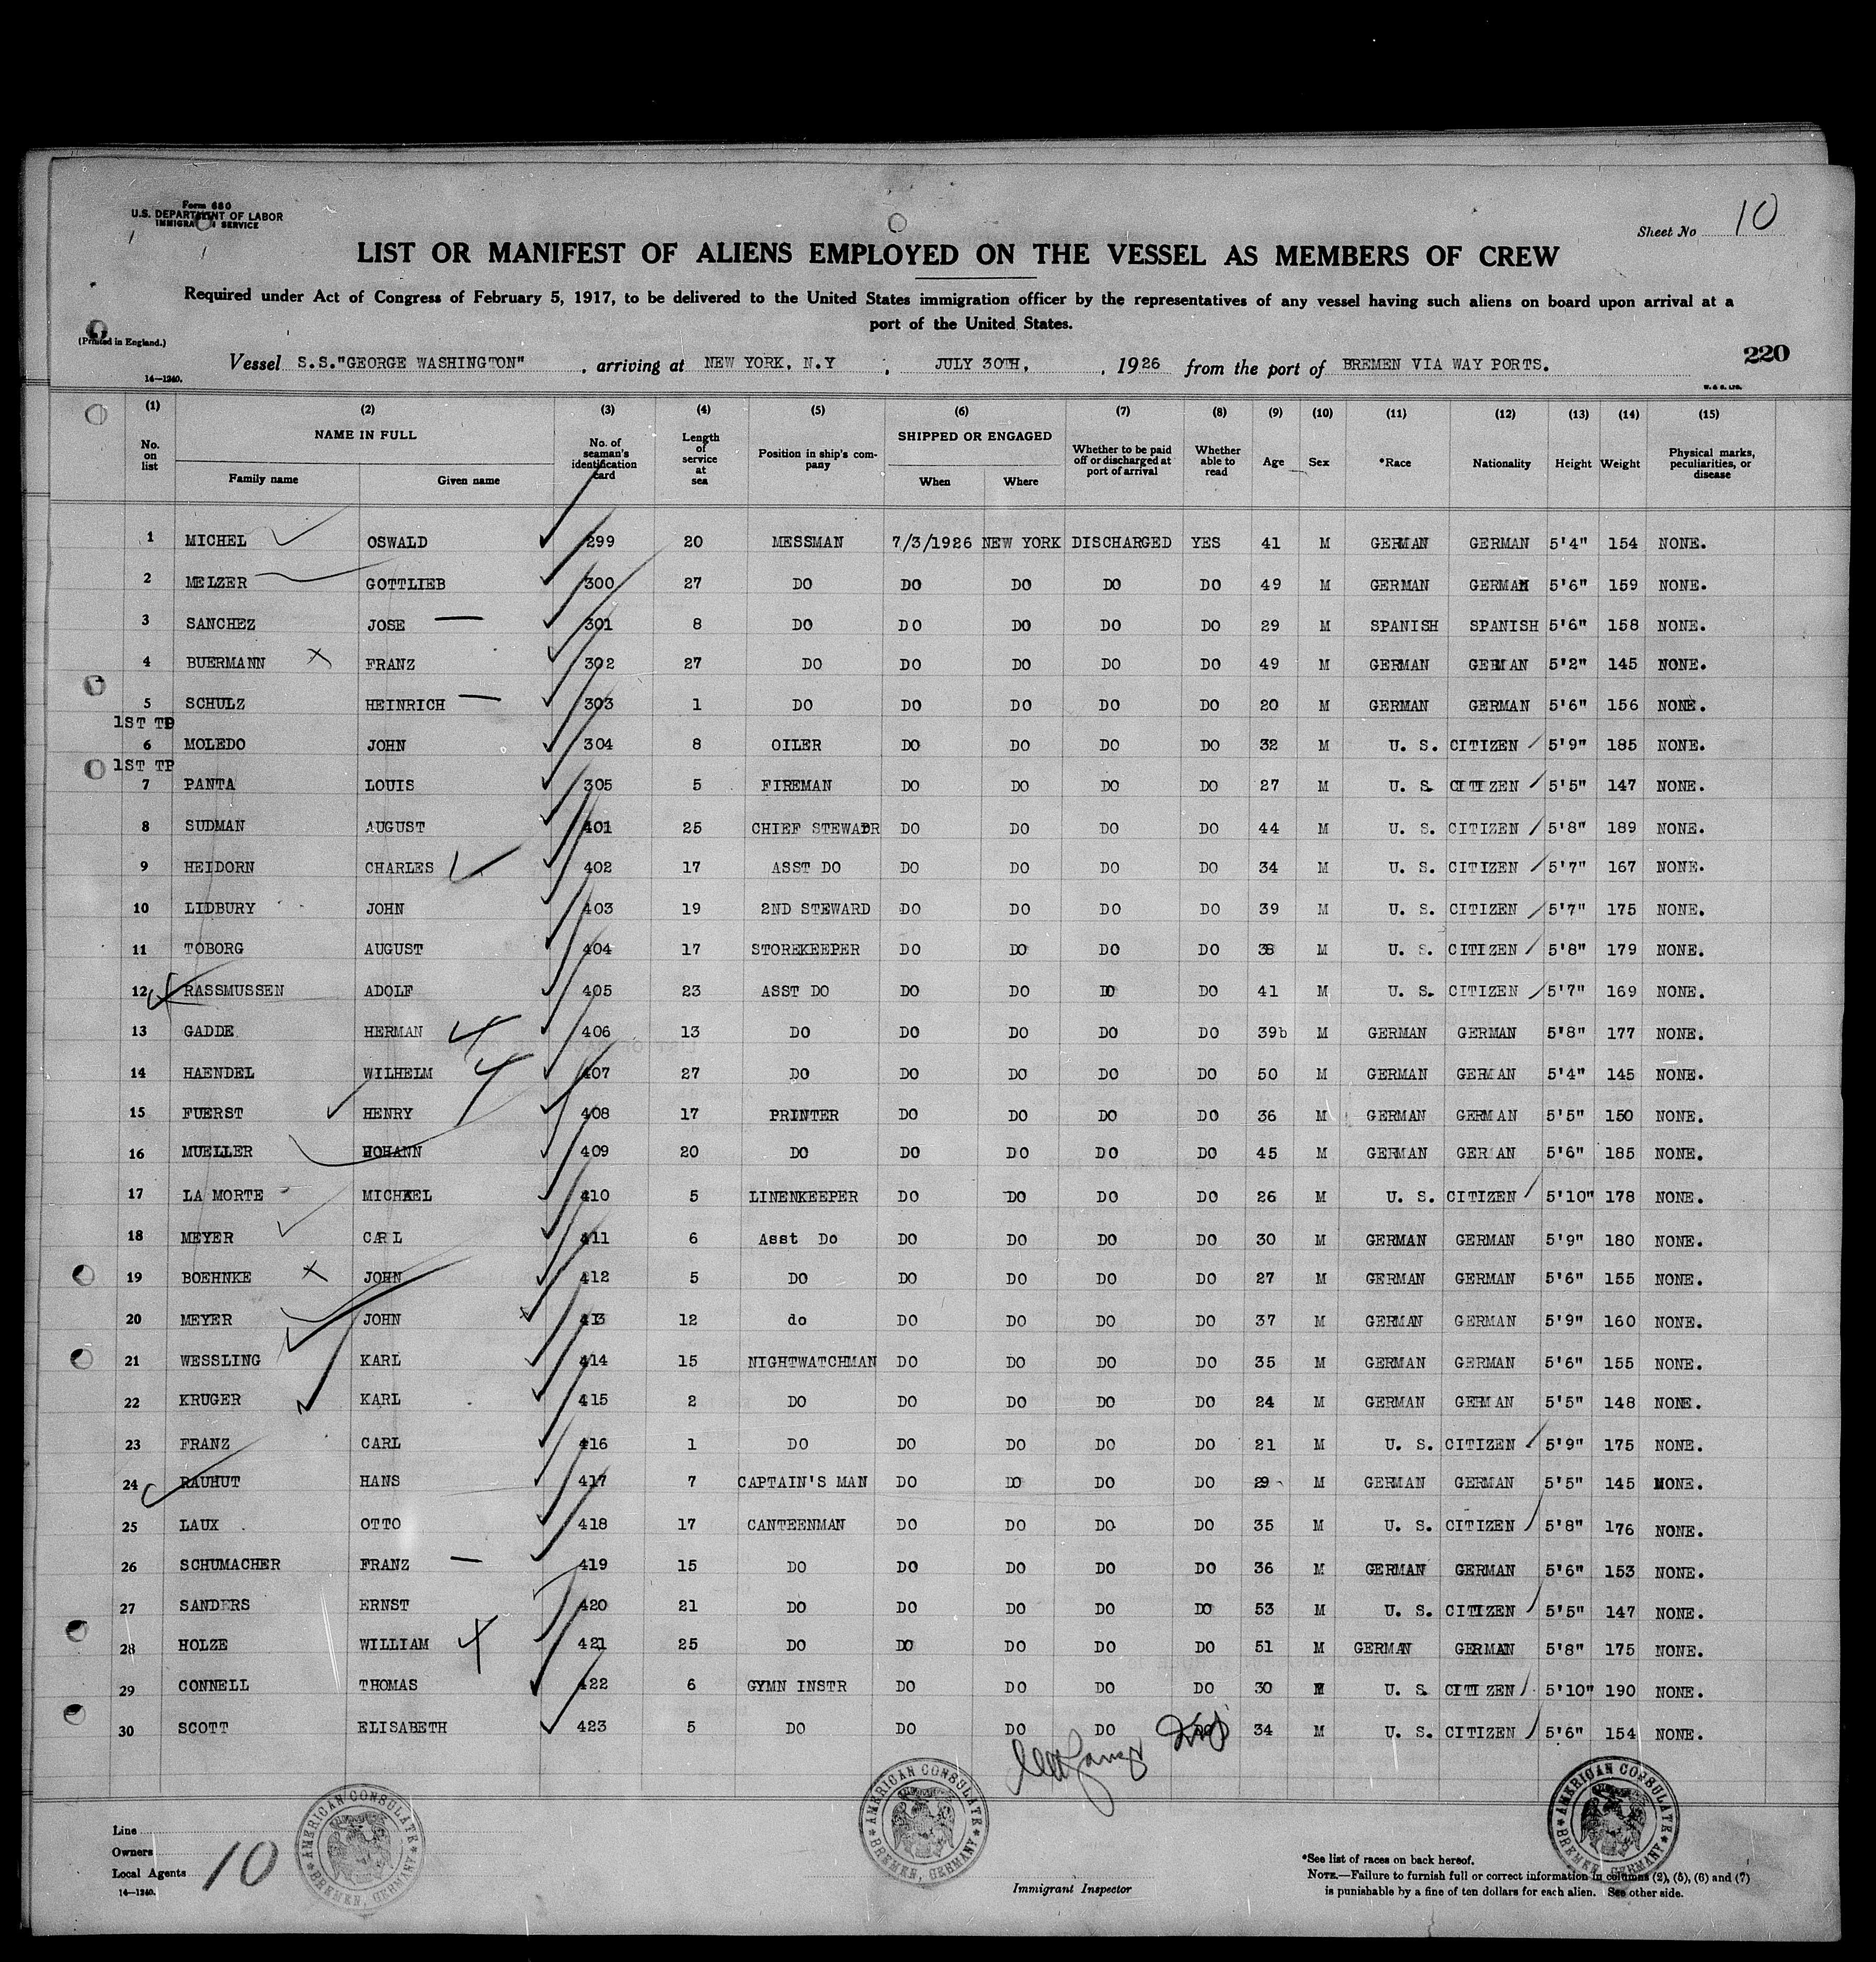 Form 680
U.S. DEPARTMENT OF LABOR
IMMIGRATION SERVICE
Sheet No 10
LIST OR MANIFEST OF ALIENS EMPLOYED ON THE VESSEL AS MEMBERS OF CREW
Required under Act of Congress of February 5, 1917, to be delivered to the United States immigration officer by the representatives of any vessel having such aliens on board upon arrival at a
port of the United States.
(Printed in England.)
Vessel S.S."GEORGE WASHINGTON" , arriving at NEW YORK, N.Y , JULY 30TH, , 1926 from the port of BREMEN VIA WAY PORTS.
220
14—1240.
W. & S. LTD.
(1) (2) (3) (4) (5) (6) (7) (8) (9) (10) (11) (12) (13) (14) (15)
No. on list NAME IN FULL Family name Given name No. of seaman's identification card Length of service at sea Position in ship's company SHIPPED OR ENGAGED When Where Whether to be paid off or discharged at port of arrival Whether able to read Age Sex *Race Nationality Height Weight Physical marks, peculiarities, or disease
1 MICHEL OSWALD 299 20 MESSMAN 7/3/1926 NEW YORK DISCHARGED YES 41 M GERMAN GERMAN 5'4" 154 NONE.
2 MELZER GOTTLIEB 300 27 DO DO DO DO DO 49 M GERMAN GERMAN 5'6" 159 NONE.
3 SANCHEZ JOSE 301 8 DO DO DO DO DO 29 M SPANISH SPANISH 5'6" 158 NONE.
4 BUERMANN FRANZ 302 27 DO DO DO DO DO 49 M GERMAN GERMAN 5'2" 145 NONE.
5 SCHULZ HEINRICH 303 1 DO DO DO DO DO 20 M GERMAN GERMAN 5'6" 156 NONE.
1ST TP
6 MOLEDO JOHN 304 8 OILER DO DO DO DO 32 M U. S. CITIZEN 5'9" 185 NONE.
1ST TP
7 PANTA LOUIS 305 5 FIREMAN DO DO DO DO 27 M U. S. CITIZEN 5'5" 147 NONE.
8 SUDMAN AUGUST 401 25 CHIEF STEWADR DO DO DO DO 44 M U. S. CITIZEN 5'8" 189 NONE.
9 HEIDORN CHARLES 402 17 ASST DO DO DO DO DO 34 M U. S. CITIZEN 5'7" 167 NONE.
10 LIDBURY JOHN 403 19 2ND STEWARD DO DO DO DO 39 M U. S. CITIZEN 5'7" 175 NONE.
11 TOBORG AUGUST 404 17 STOREKEEPER DO DO DO DO 38 M U. S. CITIZEN 5'8" 179 NONE.
12 RASSMUSSEN ADOLF 405 23 ASST DO DO DO DO DO 41 M U. S. CITIZEN 5'7" 169 NONE.
13 GADDE HERMAN 406 13 DO DO DO DO DO 39b M GERMAN GERMAN 5'8" 177 NONE.
14 HAENDEL WILHELM 407 27 DO DO DO DO DO 50 M GERMAN GERMAN 5'4" 145 NONE.
15 FUERST HENRY 408 17 PRINTER DO DO DO DO 36 M GERMAN GERMAN 5'5" 150 NONE.
16 MUELLER HOHANN 409 20 DO DO DO DO DO 45 M GERMAN GER AN 5'6" 185 NONE.
17 LA MORTE MICHAEL 410 5 LINENKEEPER DO DO DO DO 26 M U. S. CITIZEN 5'10" 178 NONE.
18 MEYER CARL 411 6 Asst Do DO DO DO DO 30 M GERMAN GERMAN 5'9" 180 NONE.
19 BOEHNKE JOHN 412 5 DO DO DO DO DO 27 M GERMAN GERMAN 5'6" 155 NONE.
20 MEYER JOHN 413 12 do DO DO DO DO 37 M GERMAN GERMAN 5'9" 160 NONE.
21 WESSLING KARL 414 15 NIGHTWATCHMAN DO DO DO DO 35 M GERMAN GERMAN 5'6" 155 NONE.
22 KRUGER KARL 415 2 DO DO DO DO DO 24 M GERMAN GERMAN 5'5" 148 NONE.
23 FRANZ CARL 416 1 DO DO DO DO DO 21 M U. S. CITIZEN 5'9" 175 NONE.
24 RAUHUT HANS 417 7 CAPTAIN'S MAN DO DO DO DO 29 M GERMAN GERMAN 5'5" 145 NONE.
25 LAUX OTTO 418 17 CANTEENMAN DO DO DO DO 35 M U. S. CITIZEN 5'8" 176 NONE.
26 SCHUMACHER FRANZ 419 15 DO DO DO DO DO 36 M GERMAN GERMAN 5'6" 153 NONE.
27 SANDERS ERNST 420 21 DO DO DO DO DO 53 M U. S. CITIZEN 5'5" 147 NONE.
28 HOLZE WILLIAM 421 25 DO DO DO DO DO 51 M GERMAN GERMAN 5'8" 175 NONE.
29 CONNELL THOMAS 422 6 GYMN INSTR DO DO DO DO 30 M U. S. CITIZEN 5'10" 190 NONE.
30 SCOTT ELISABETH 423 5 DO DO DO DO DO 34 M U. S. CITIZEN 5'6" 154 NONE.
AMERICAN CONSULATE BREMEN, GERMANY
AMERICAN CONSULATE BREMEN, GERMANY
AMERICAN CONSULATE BREMEN, GERMANY
Line
Owners
Local Agents 10
14—1240.
Immigrant Inspector
*See list of races on back hereof.
NOTE.—Failure to furnish full or correct information in columns (2), (5), (6) and (7)
is punishable by a fine of ten dollars for each alien. See other side.